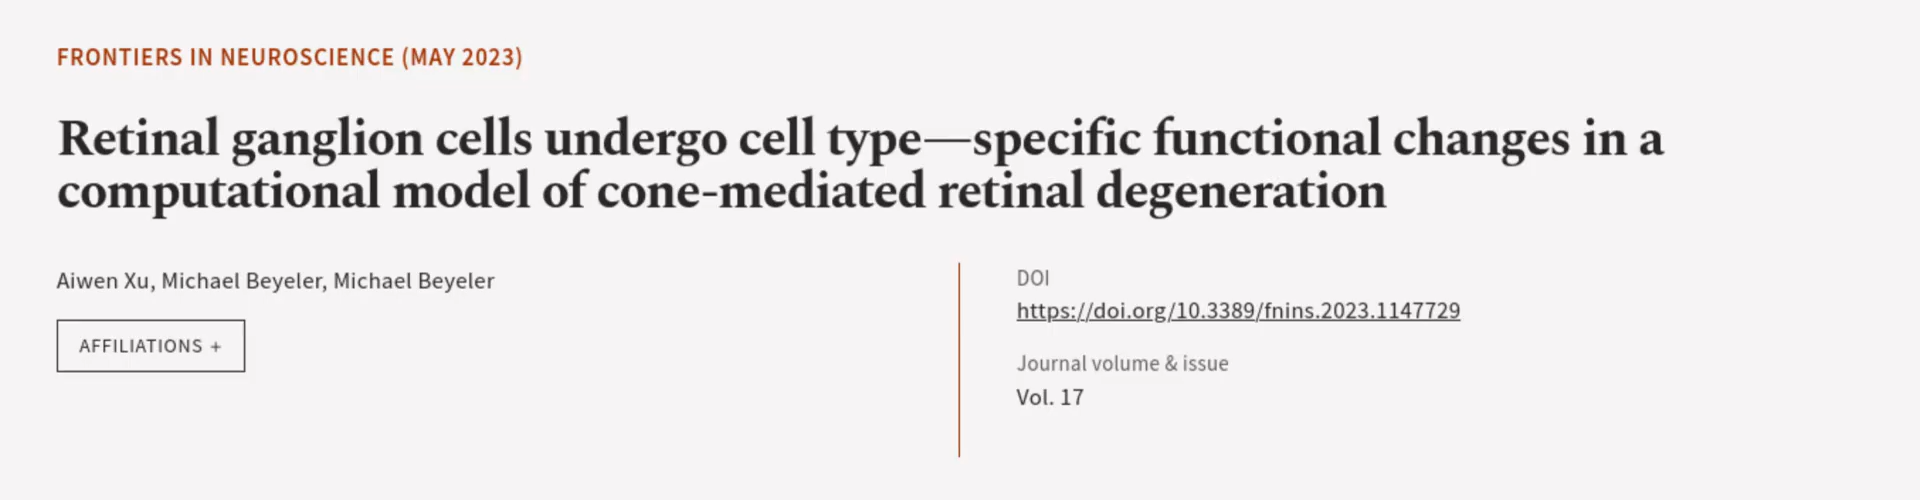 FRONTIERS IN NEUROSCIENCE (MAY 2023)
Retinal ganglion cells undergo cell type—specific functional changes in a
computational model of cone-mediated retinal degeneration
Aiwen Xu, Michael Beyeler, Michael Beyeler
AFFILIATIONS +
DOI
https://doi.org/10.3389/fnins.2023.1147729
Journal volume & issue
Vol. 17